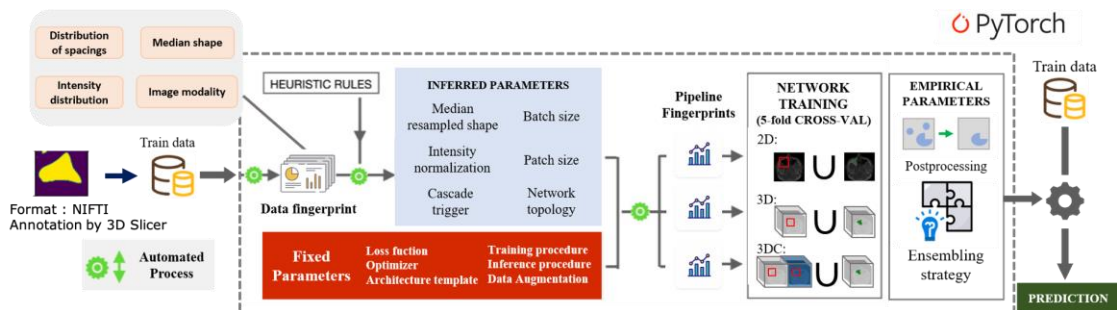 Distribution
of spacings
Median shape
Intensity
distribution
Image modality
Train data
Format : NIFTI
Annotation by 3D Slicer
Automated
Process
HEURISTIC RULES
Data fingerprint
INFERRED PARAMETERS
Median
resampled shape
Batch size
Intensity
normalization
Patch size
Cascade
trigger
Network
topology
Fixed
Parameters
Loss fuction
Optimizer
Architecture template
Training procedure
Inference procedure
Data Augmentation
Pipeline
Fingerprints
NETWORK
TRAINING
(5-fold CROSS-VAL)
2D:
3D:
3DC:
EMPIRICAL
PARAMETERS
Postprocessing
Ensembling
strategy
PyTorch
Train data
PREDICTION